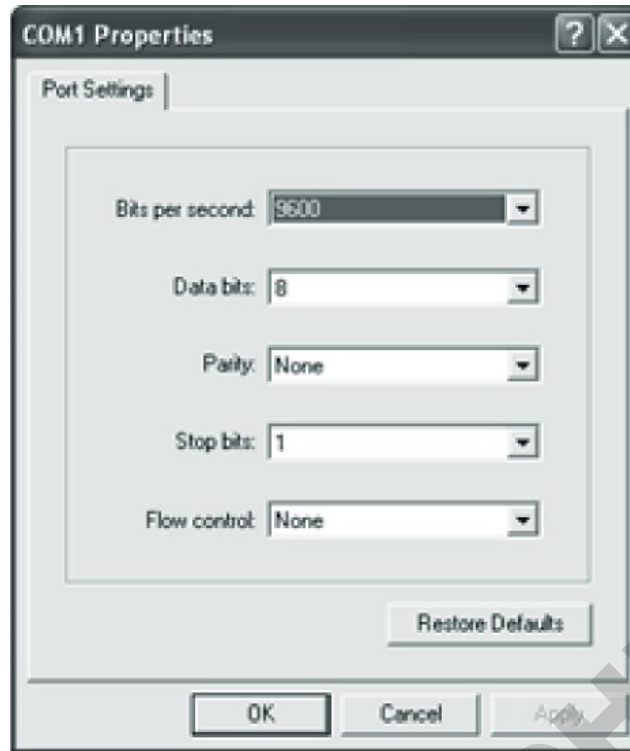 COM1 Properties
Port Settings
Bits per second: 9600
Data bits: 8
Parity: None
Stop bits: 1
Flow control: None
Restore Defaults
OK Cancel Apply